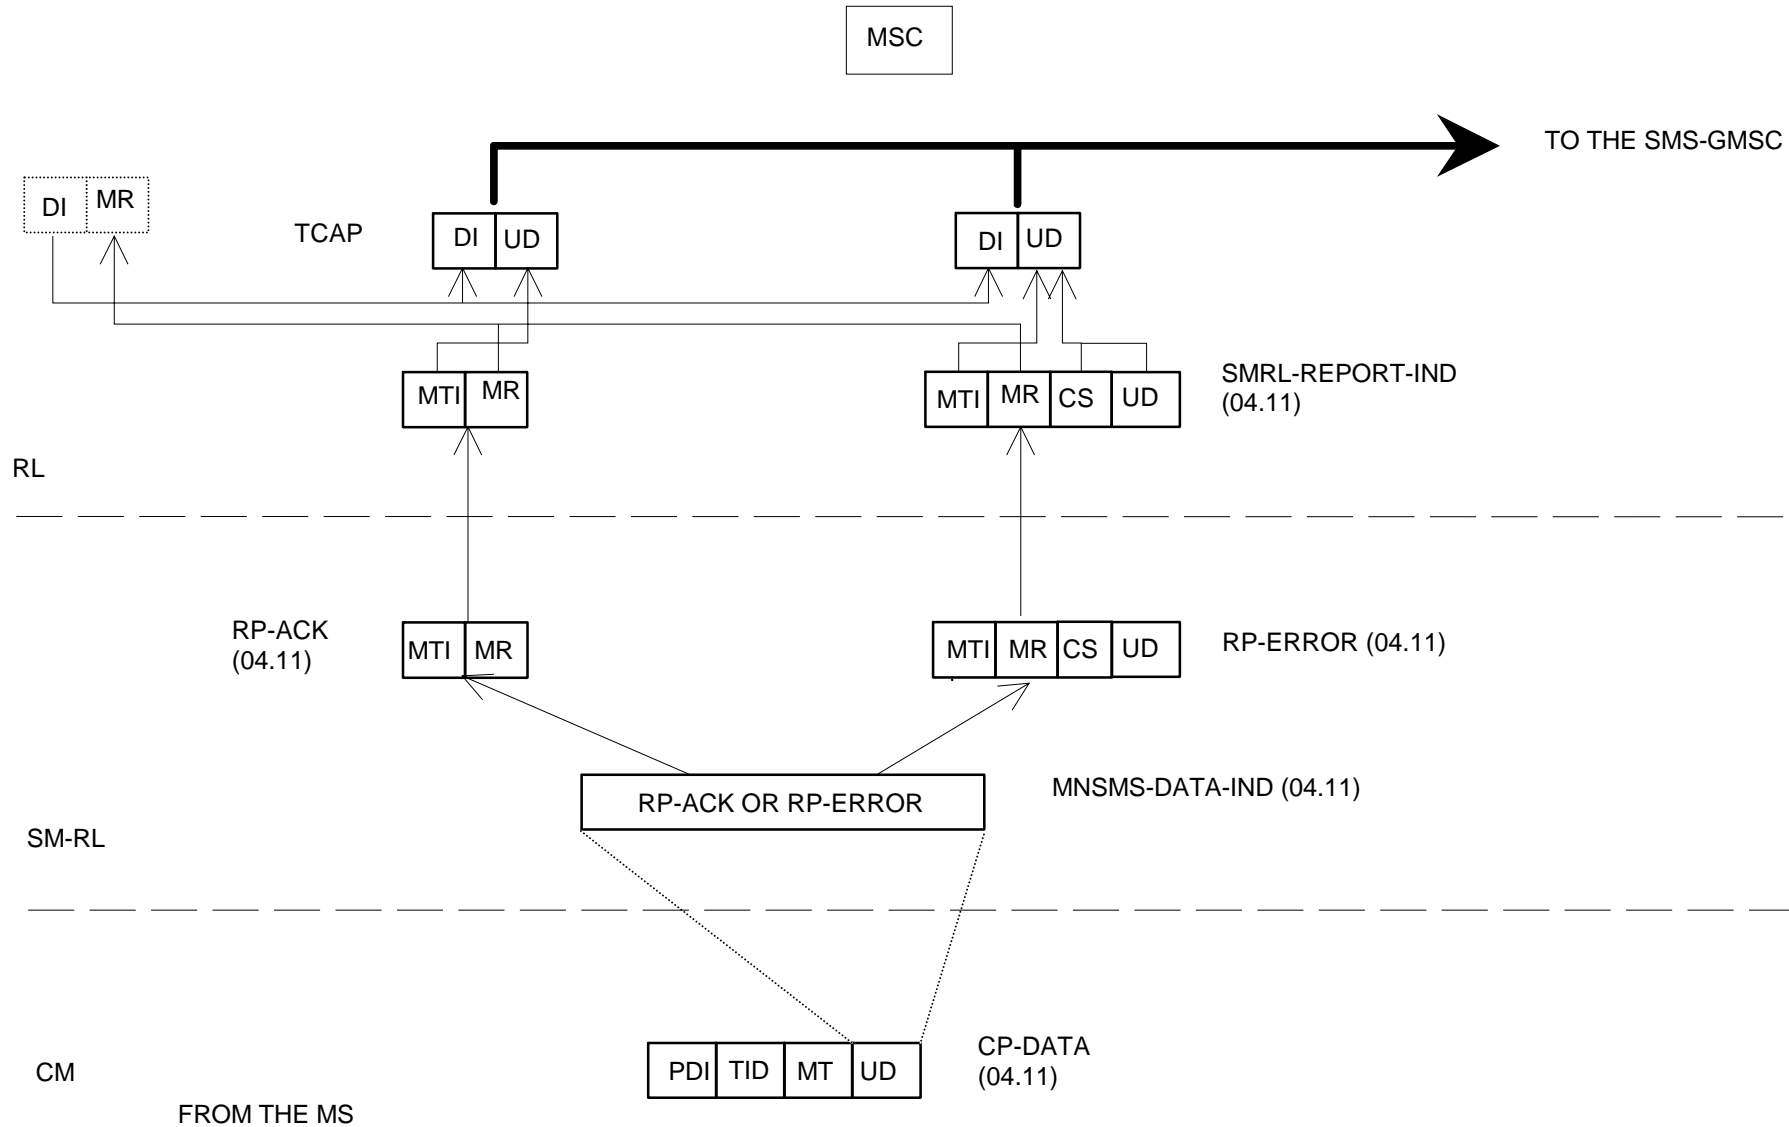 MSC
TO THE SMS-GMSC
DI MR
TCAP
DI UD
DI UD
MTI MR
MTI MR CS UD
SMRL-REPORT-IND
(04.11)
RL
RP-ACK
(04.11)
MTI MR
MTI MR CS UD
RP-ERROR (04.11)
RP-ACK OR RP-ERROR
MNSMS-DATA-IND (04.11)
SM-RL
PDI TID MT UD
CP-DATA
(04.11)
CM
FROM THE MS